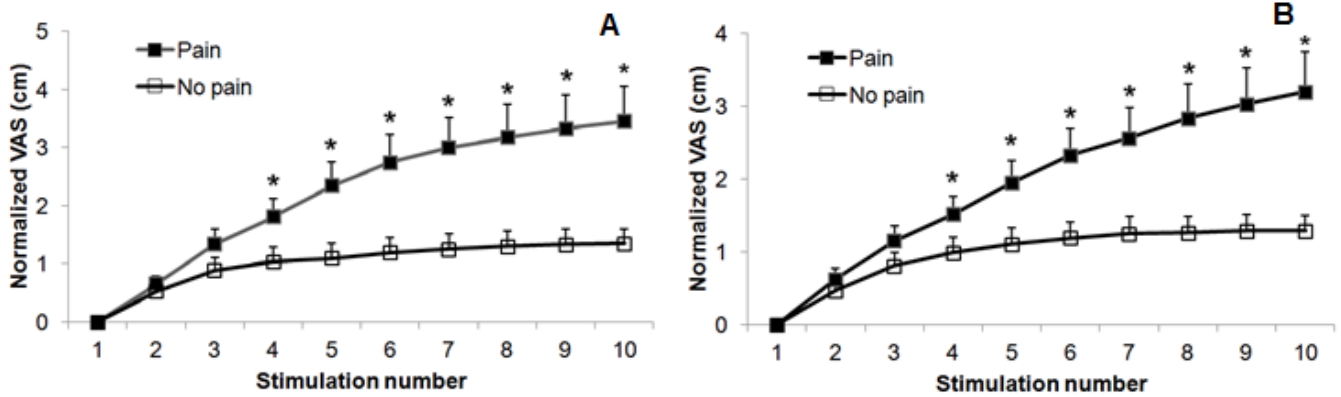 A
Normalized VAS (cm)
5
4
3
2
1
0
Pain
No pain
* * * * * * *
1 2 3 4 5 6 7 8 9 10
Stimulation number
B
Normalized VAS (cm)
4
3
2
1
0
Pain
No pain
* * * * * * *
1 2 3 4 5 6 7 8 9 10
Stimulation number